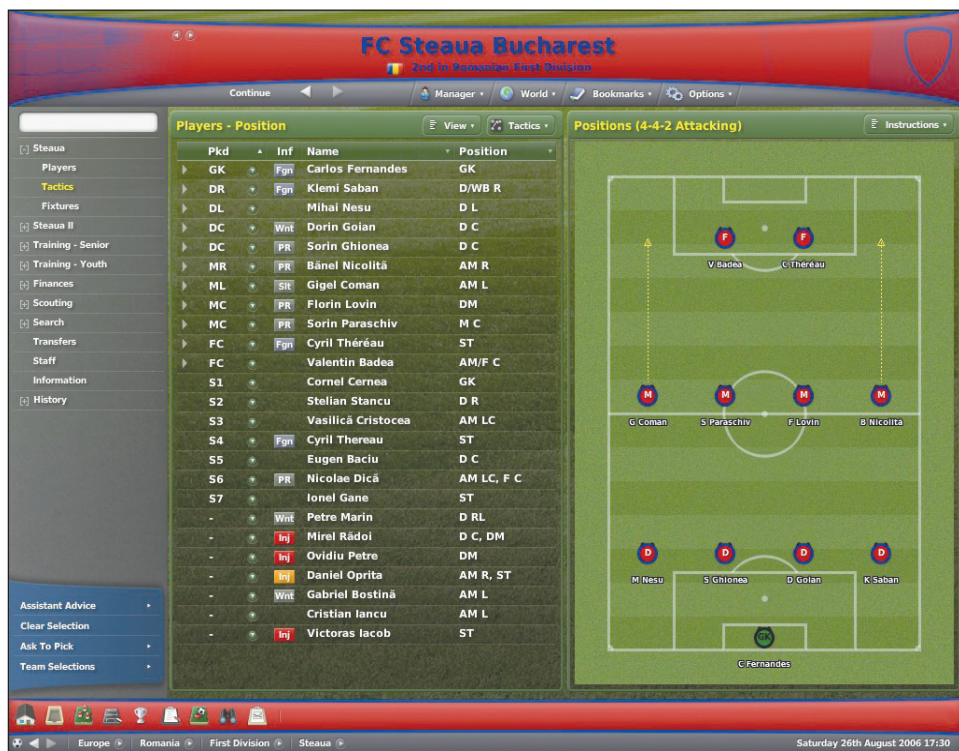 FC Steaua Bucharest
2nd in Romanian First Division
Continue Manager World Bookmarks Options
[-] Steaua
Players
Tactics
Fixtures
[+] Steaua II
[+] Training - Senior
[+] Training - Youth
[+] Finances
[+] Scouting
[+] Search
Transfers
Staff
Information
[+] History
Assistant Advice
Clear Selection
Ask To Pick
Team Selections
Players - Position View Tactics
Pkd Inf Name Position
GK Fgn Carlos Fernandes GK
DR Fgn Klemi Saban D/WB R
DL Mihai Nesu D L
DC Wnt Dorin Goian D C
DC PR Sorin Ghionea D C
MR PR Bănel Nicolită AM R
ML Slt Gigel Coman AM L
MC PR Florin Lovin DM
MC PR Sorin Paraschiv M C
FC Fgn Cyril Théréau ST
FC Valentin Badea AM/F C
S1 Cornel Cernea GK
S2 Stelian Stancu D R
S3 Vasilică Cristocea AM LC
S4 Fgn Cyril Thereau ST
S5 Eugen Baciu D C
S6 PR Nicolae Dică AM LC, F C
S7 Ionel Gane ST
- Wnt Petre Marin D RL
- Inj Mirel Rădoi D C, DM
- Inj Ovidiu Petre DM
- Inj Daniel Oprita AM R, ST
- Wnt Gabriel Bostină AM L
- Cristian Iancu AM L
- Inj Victoras Iacob ST
Positions (4-4-2 Attacking) Instructions
F F
V Badea C Théréau
M M M M
G Coman S Paraschiv F Lovin B Nicolita
D D D D
M Nesu S Ghionea D Goian K Saban
GK
C Fernandes
Europe Romania First Division Steaua Saturday 26th August 2006 17:30